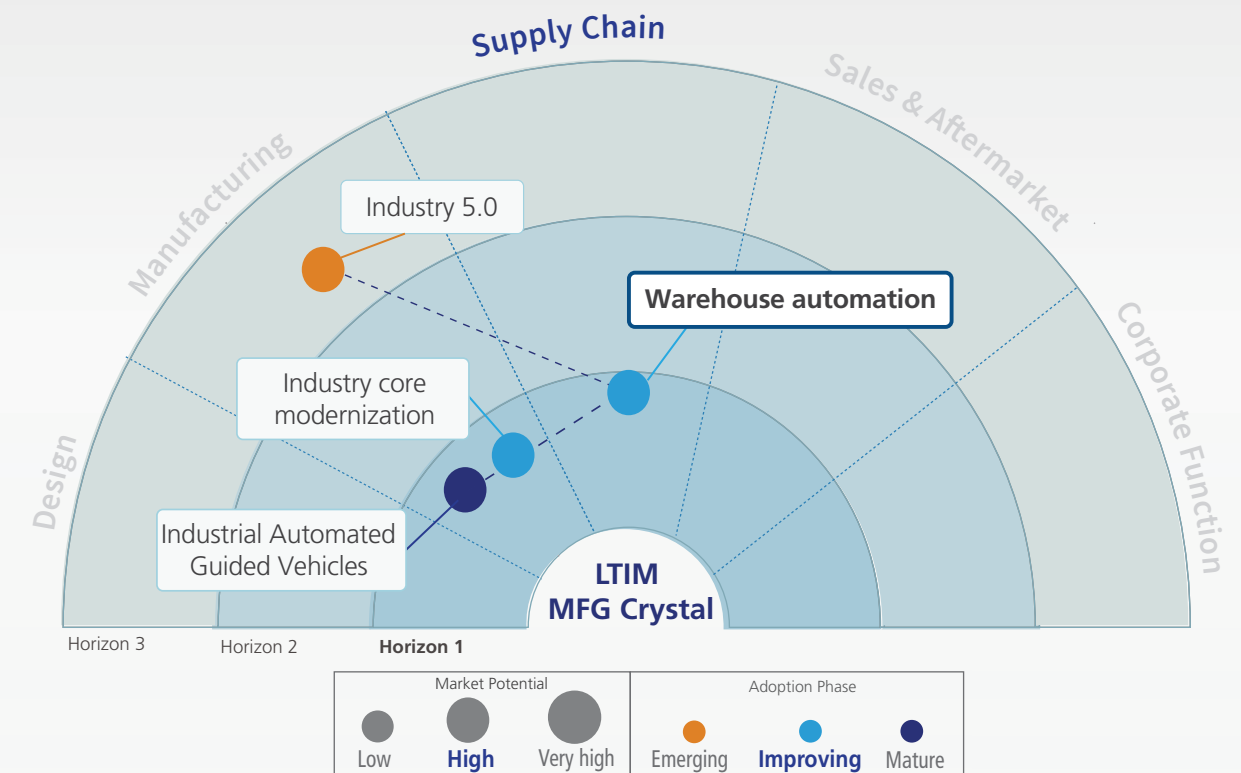 Supply Chain
Sales & Aftermarket
Manufacturing
Industry 5.0
Warehouse automation
Corporate Function
Industry core
modernization
Design
Industrial Automated
Guided Vehicles
LTIM
MFG Crystal
Horizon 3
Horizon 2
Horizon 1
Market Potential
Low
High
Very high
Adoption Phase
Emerging
Improving
Mature